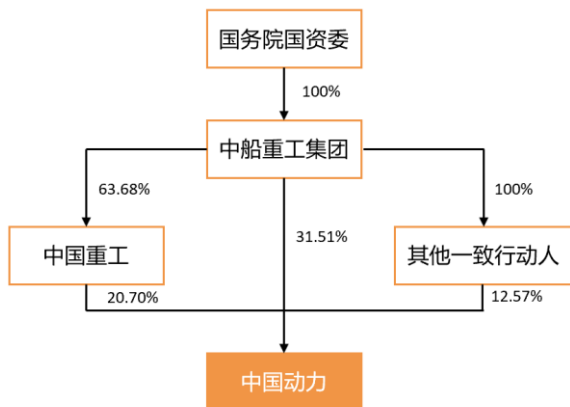 国务院国资委
100%
中船重工集团
63.68%
31.51%
100%
中国重工
其他一致行动人
20.70%
12.57%
中国动力